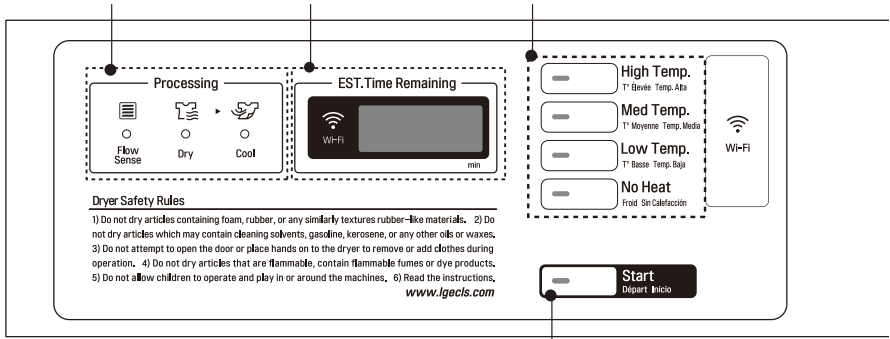 Processing
Flow
Sense
Dry
Cool
EST.Time Remaining
Wi-Fi
min
High Temp.
T° Élevée Temp. Alta
Med Temp.
T° Moyenne Temp. Media
Low Temp.
T° Basse Temp. Baja
No Heat
Froid Sin Calefacción
Wi-Fi
Dryer Safety Rules
1) Do not dry articles containing foam, rubber, or any similarly textures rubber-like materials. 2) Do
not dry articles which may contain cleaning solvents, gasoline, kerosene, or any other oils or waxes.
3) Do not attempt to open the door or place hands on to the dryer to remove or add clothes during
operation. 4) Do not dry articles that are flammable, contain flammable fumes or dye products.
5) Do not allow children to operate and play in or around the machines. 6) Read the instructions.
www.lgecls.com
Start
Départ Inicio